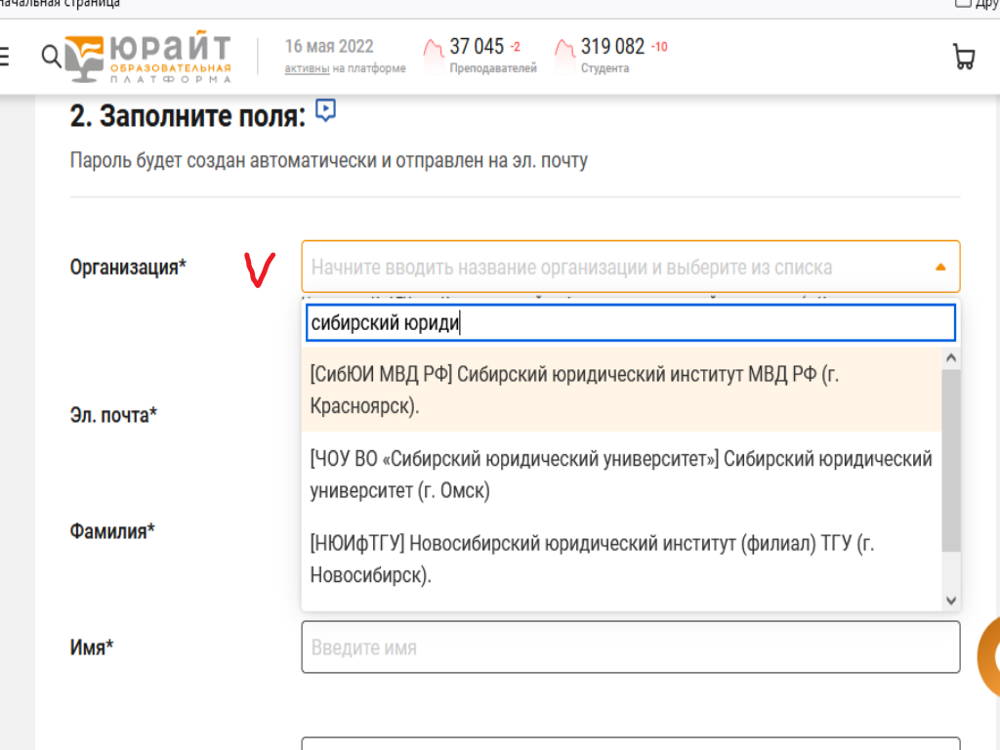 начальная страница
Дру
ЮРАЙТ
ОБРАЗОВАТЕЛЬНАЯ
ПЛАТФОРМА
16 мая 2022
активны на платформе
37 045 -2
Преподавателей
319 082 -10
Студента
2. Заполните поля:
Пароль будет создан автоматически и отправлен на эл. почту
Организация*
Начните вводить название организации и выберите из списка
сибирский юриди
[СибЮИ МВД РФ] Сибирский юридический институт МВД РФ (г.
Красноярск).
Эл. почта*
[ЧОУ ВО «Сибирский юридический университет»] Сибирский юридический
университет (г. Омск)
Фамилия*
[НЮИфТГУ] Новосибирский юридический институт (филиал) ТГУ (г.
Новосибирск).
Имя*
Введите имя